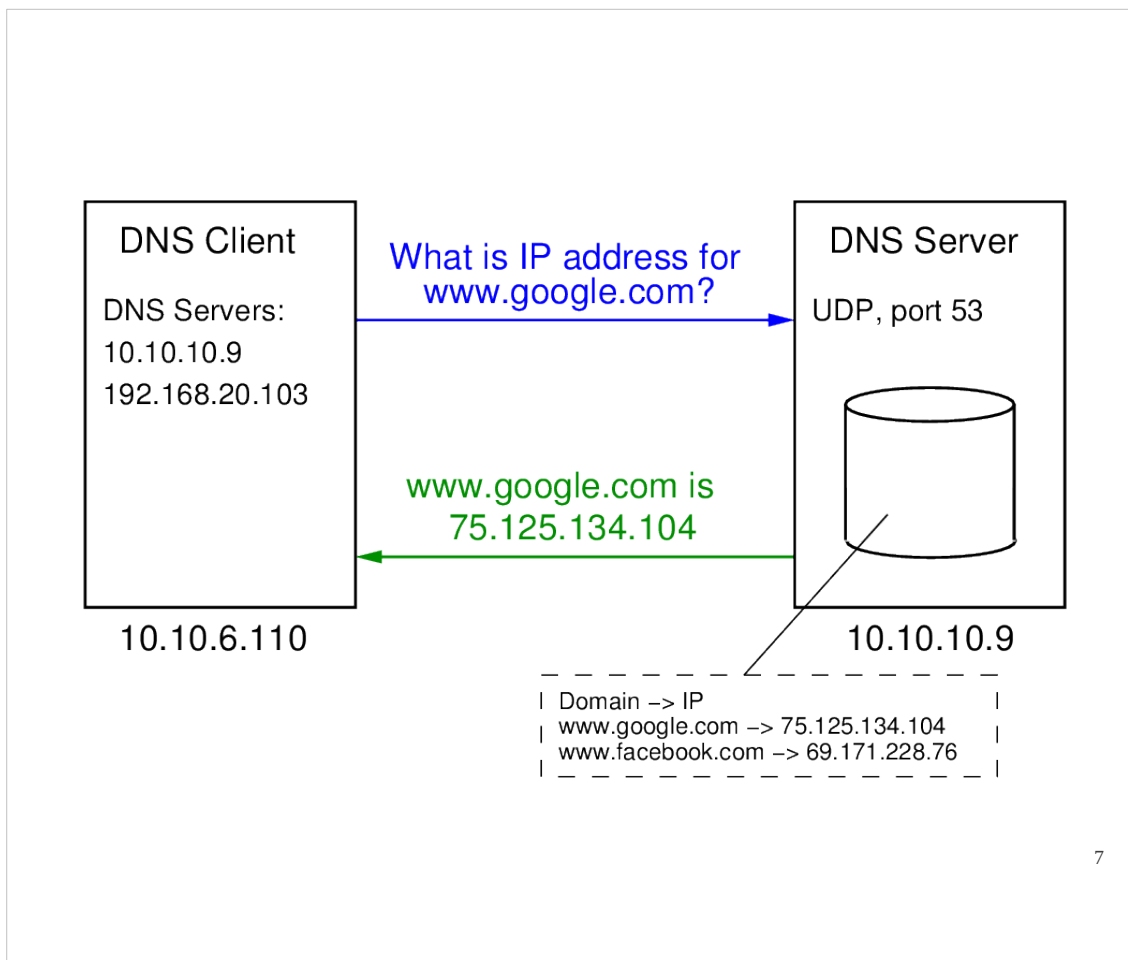 DNS Client
DNS Servers:
10.10.10.9
192.168.20.103
What is IP address for
www.google.com?
DNS Server
UDP, port 53
www.google.com is
75.125.134.104
10.10.6.110
10.10.10.9
Domain −> IP
www.google.com −> 75.125.134.104
www.facebook.com −> 69.171.228.76
7